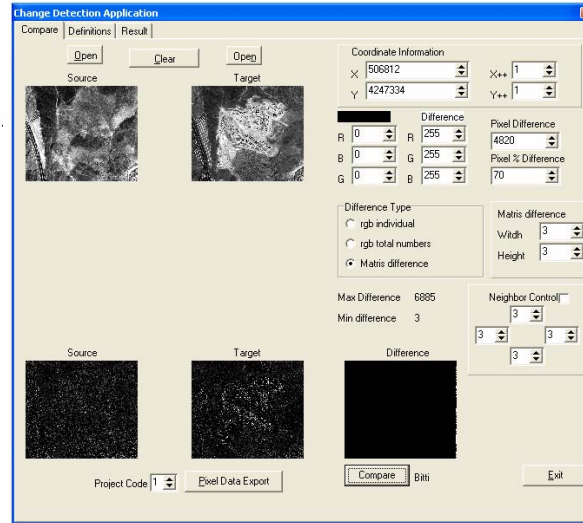 Change Detection Application
Compare Definitions Result
Open Clear Open
Source Target
Coordinate Information
X 506812 X++ 1
Y 4247334 Y++ 1
Difference
R 0 R 255
B 0 G 255
G 0 B 255
Pixel Difference
4820
Pixel % Difference
70
Difference Type
rgb individual
rgb total numbers
Matris difference
Matris difference
Witdh 3
Height 3
Max Difference 6885
Min difference 3
Neighbor Control
3
3 3
3
Source Target Difference
Project Code 1 Pixel Data Export
Compare Bitti Exit